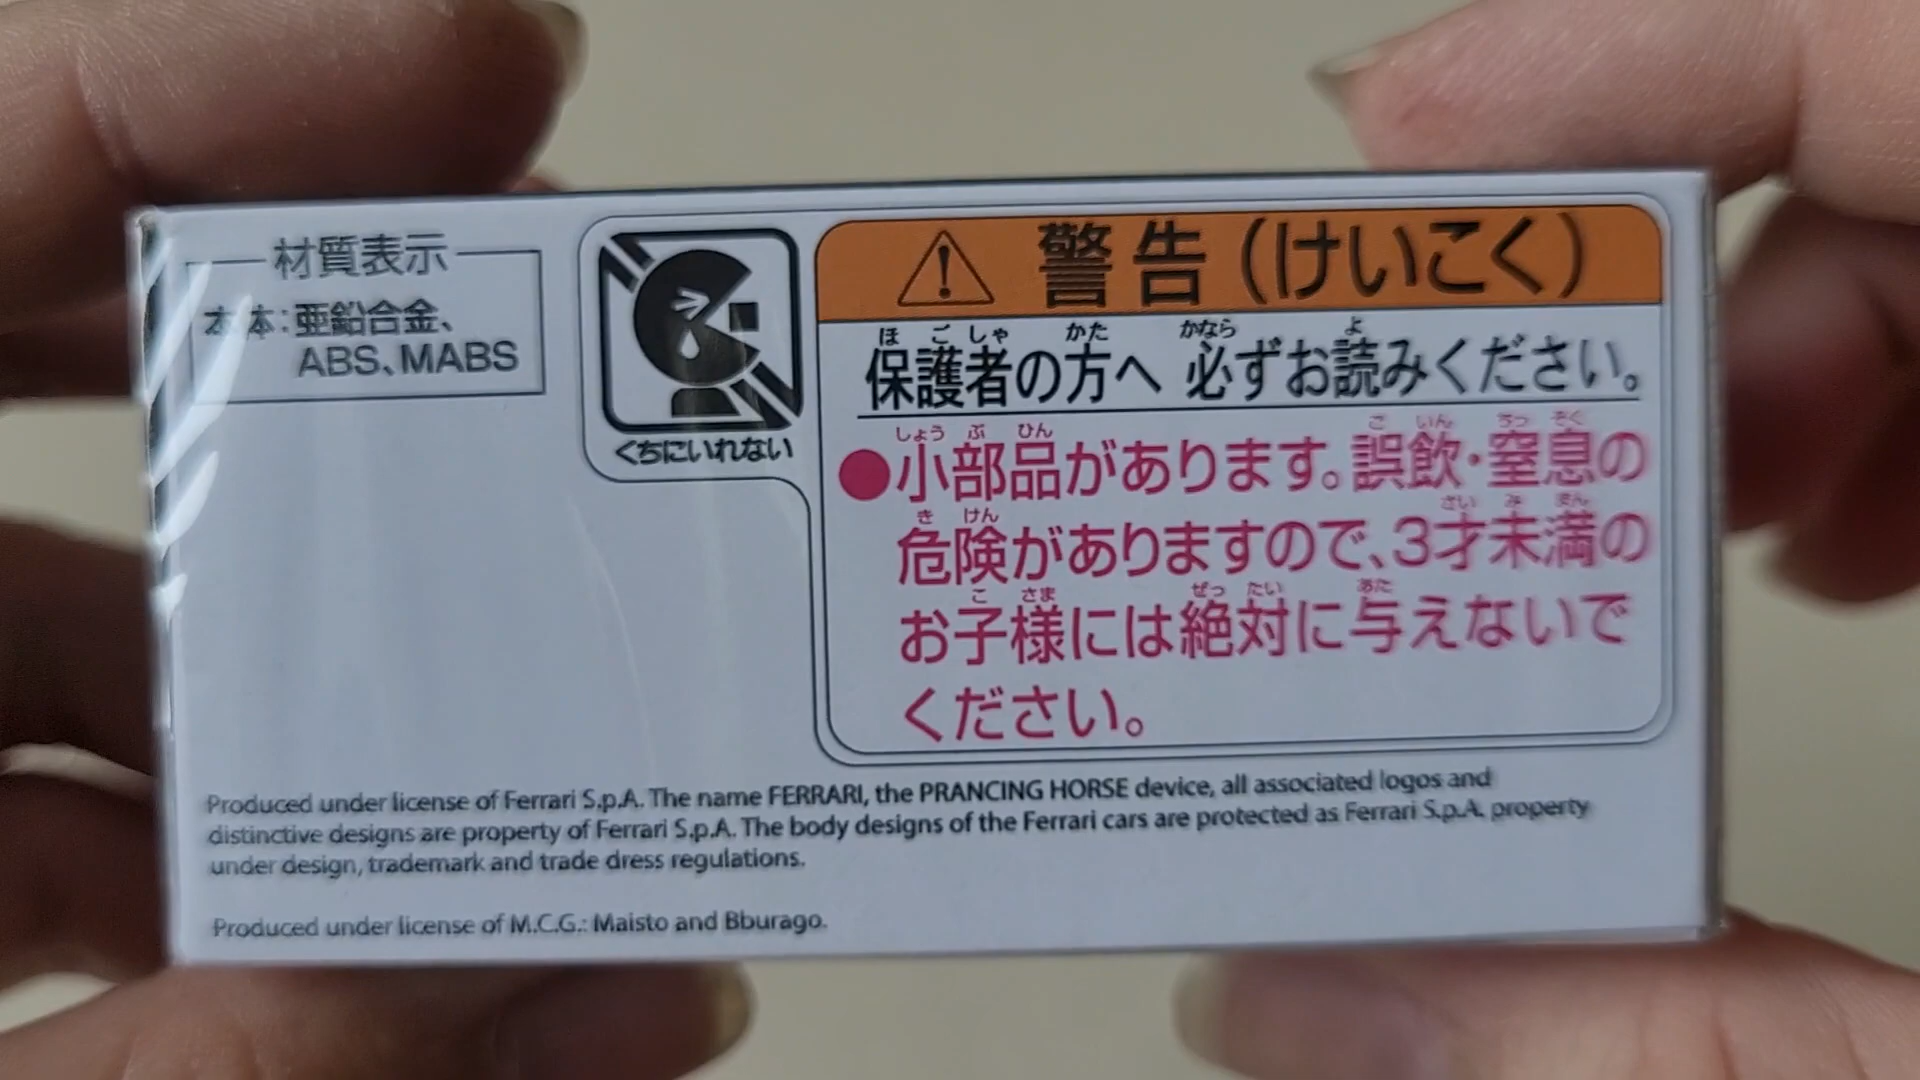 材質表示
本体：亜鉛合金、
ABS、MABS
くちにいれない
警告（けいこく）
ほごしゃ かた かなら よ
保護者の方へ 必ずお読みください。
しょうぶひん ごいん ちっそく
●小部品があります。誤飲・窒息の
きけん さいみまん
危険がありますので、3才未満の
こさま ぜったい あた
お子様には絶対に与えないで
ください。
Produced under license of Ferrari S.p.A. The name FERRARI, the PRANCING HORSE device, all associated logos and
distinctive designs are property of Ferrari S.p.A. The body designs of the Ferrari cars are protected as Ferrari S.p.A. property
under design, trademark and trade dress regulations.
Produced under license of M.C.G.: Maisto and Bburago.